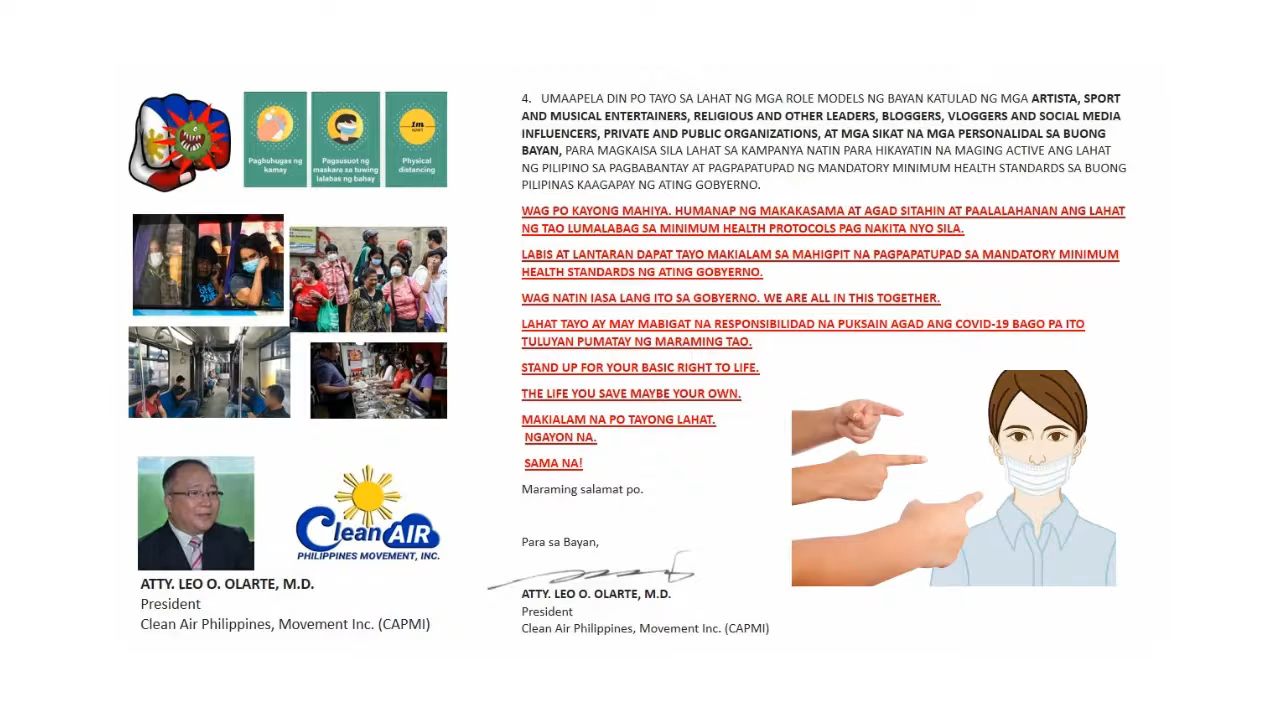 Paghuhugas ng
kamay
Pagsusuot ng
maskara sa tuwing
lalabas ng bahay
1m
apart
Physical
distancing
CleanAIR
PHILIPPINES MOVEMENT, INC.
ATTY. LEO O. OLARTE, M.D.
President
Clean Air Philippines, Movement Inc. (CAPMI)
4. UMAAPELA DIN PO TAYO SA LAHAT NG MGA ROLE MODELS NG BAYAN KATULAD NG MGA ARTISTA, SPORT
AND MUSICAL ENTERTAINERS, RELIGIOUS AND OTHER LEADERS, BLOGGERS, VLOGGERS AND SOCIAL MEDIA
INFLUENCERS, PRIVATE AND PUBLIC ORGANIZATIONS, AT MGA SIKAT NA MGA PERSONALIDAL SA BUONG
BAYAN, PARA MAGKAISA SILA LAHAT SA KAMPANYA NATIN PARA HIKAYATIN NA MAGING ACTIVE ANG LAHAT
NG PILIPINO SA PAGBABANTAY AT PAGPAPATUPAD NG MANDATORY MINIMUM HEALTH STANDARDS SA BUONG
PILIPINAS KAAGAPAY NG ATING GOBYERNO.
WAG PO KAYONG MAHIYA. HUMANAP NG MAKAKASAMA AT AGAD SITAHIN AT PAALALAHANAN ANG LAHAT
NG TAO LUMALABAG SA MINIMUM HEALTH PROTOCOLS PAG NAKITA NYO SILA.
LABIS AT LANTARAN DAPAT TAYO MAKIALAM SA MAHIGPIT NA PAGPAPATUPAD SA MANDATORY MINIMUM
HEALTH STANDARDS NG ATING GOBYERNO.
WAG NATIN IASA LANG ITO SA GOBYERNO. WE ARE ALL IN THIS TOGETHER.
LAHAT TAYO AY MAY MABIGAT NA RESPONSIBILIDAD NA PUKSAIN AGAD ANG COVID-19 BAGO PA ITO
TULUYAN PUMATAY NG MARAMING TAO.
STAND UP FOR YOUR BASIC RIGHT TO LIFE.
THE LIFE YOU SAVE MAYBE YOUR OWN.
MAKIALAM NA PO TAYONG LAHAT.
NGAYON NA.
SAMA NA!
Maraming salamat po.
Para sa Bayan,
ATTY. LEO O. OLARTE, M.D.
President
Clean Air Philippines, Movement Inc. (CAPMI)